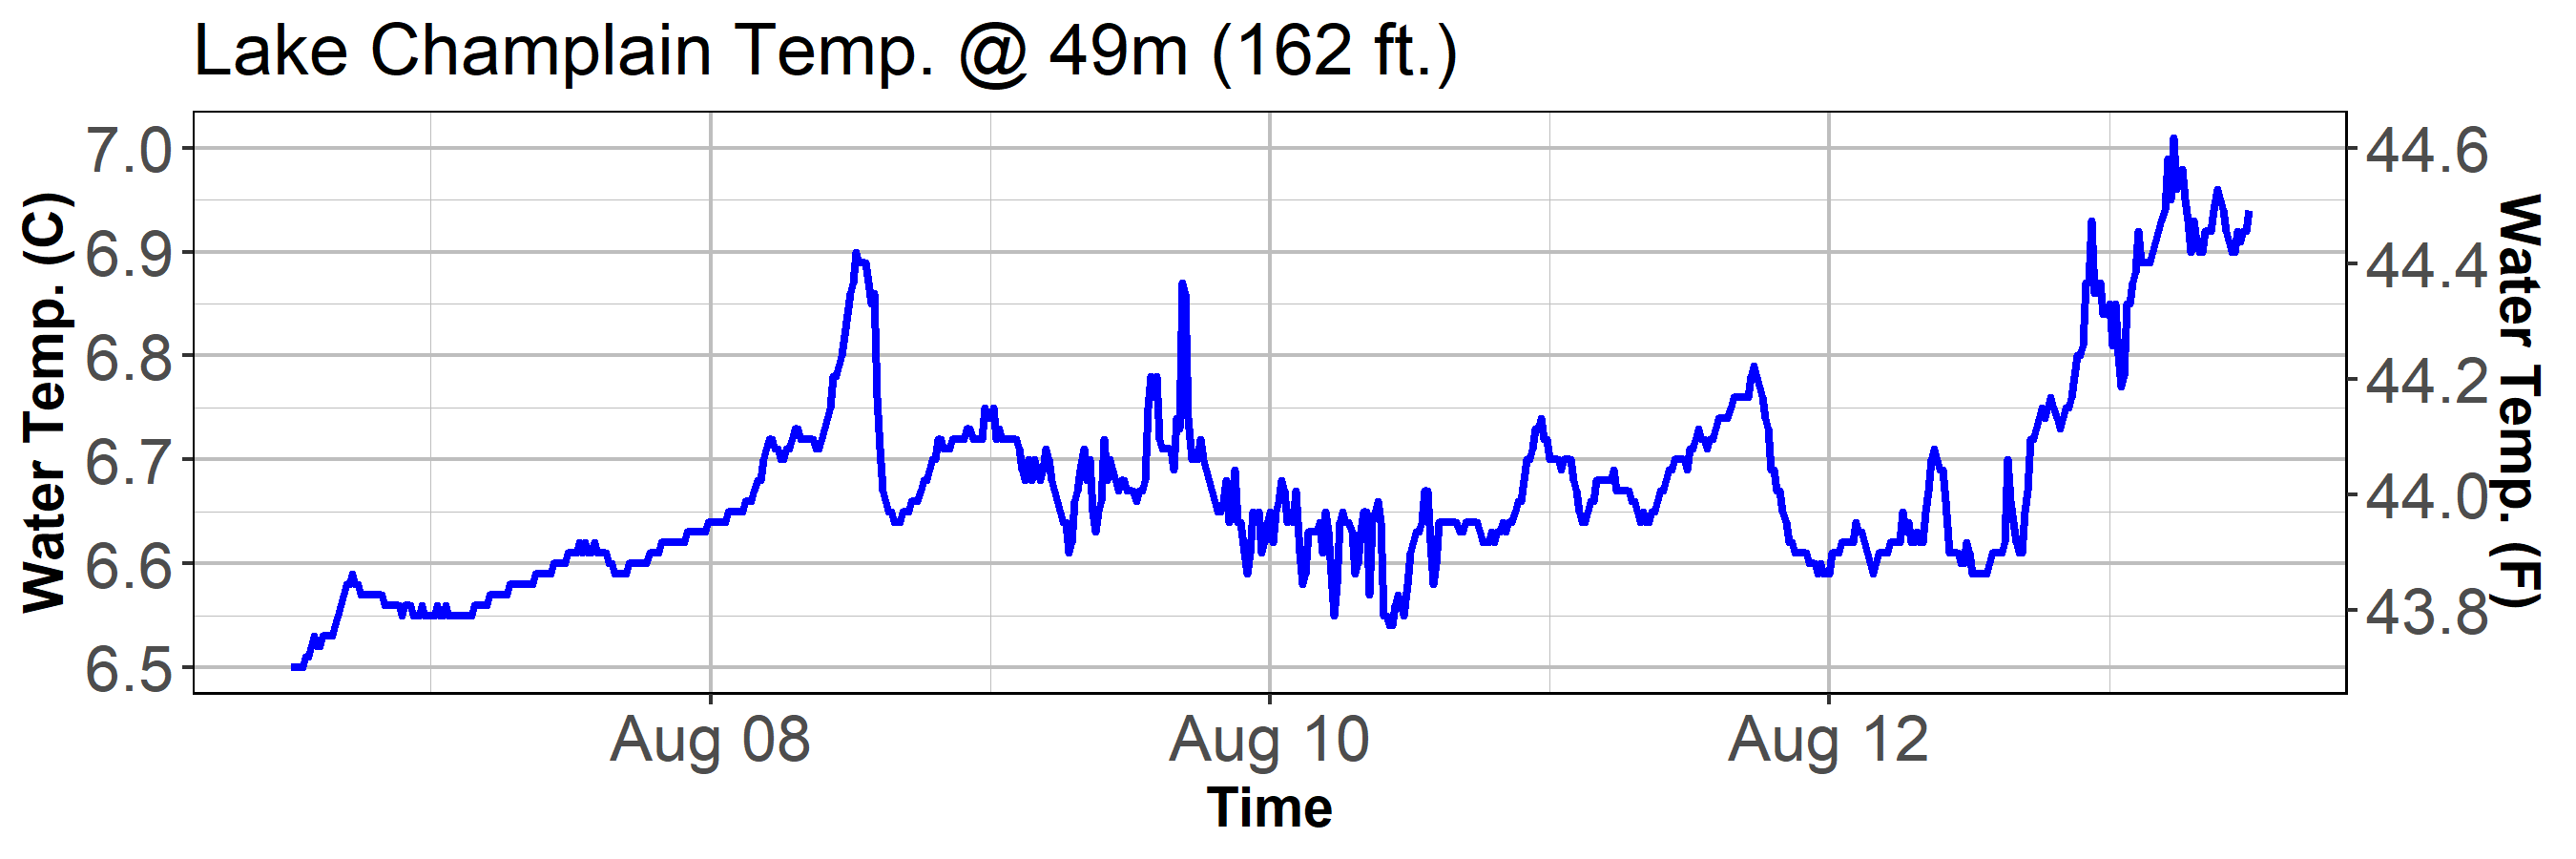 Lake Champlain Temp. @ 49m (162 ft.)
Water Temp. (C)
7.0
6.9
6.8
6.7
6.6
6.5
44.6
44.4
44.2
44.0
43.8
Water Temp. (F)
Aug 08 Aug 10 Aug 12
Time